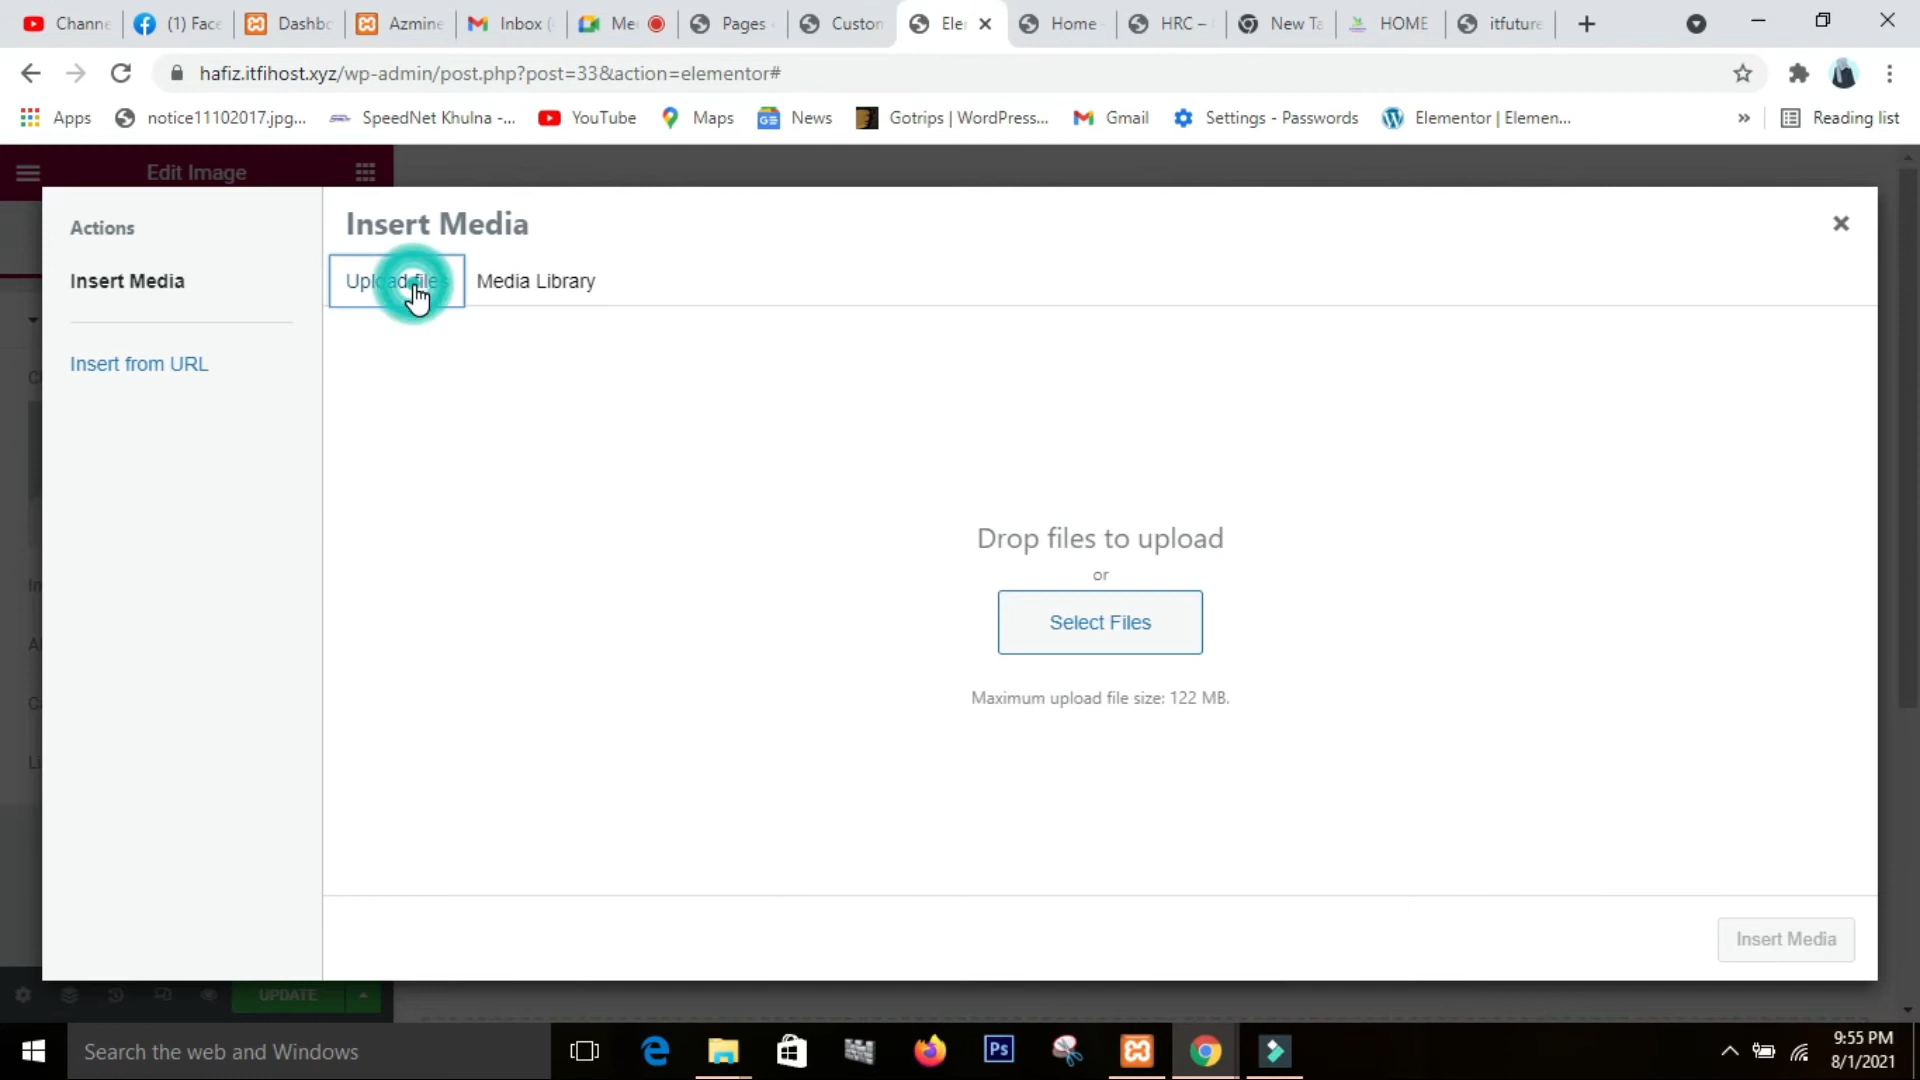 Channe
(1) Face
Dashbo
Azmine
Inbox (
Me
Pages
Custon
Ele
Home -
HRC –
New Ta
HOME
itfuture
hafiz.itfihost.xyz/wp-admin/post.php?post=33&action=elementor#
Apps
notice11102017.jpg...
SpeedNet Khulna -...
YouTube
Maps
News
Gotrips | WordPress...
Gmail
Settings - Passwords
Elementor | Elemen...
»
Reading list
Edit Image
Actions
Insert Media
Insert from URL
Insert Media
Upload files
Media Library
Drop files to upload
or
Select Files
Maximum upload file size: 122 MB.
Insert Media
UPDATE
Search the web and Windows
Ps
9:55 PM
8/1/2021